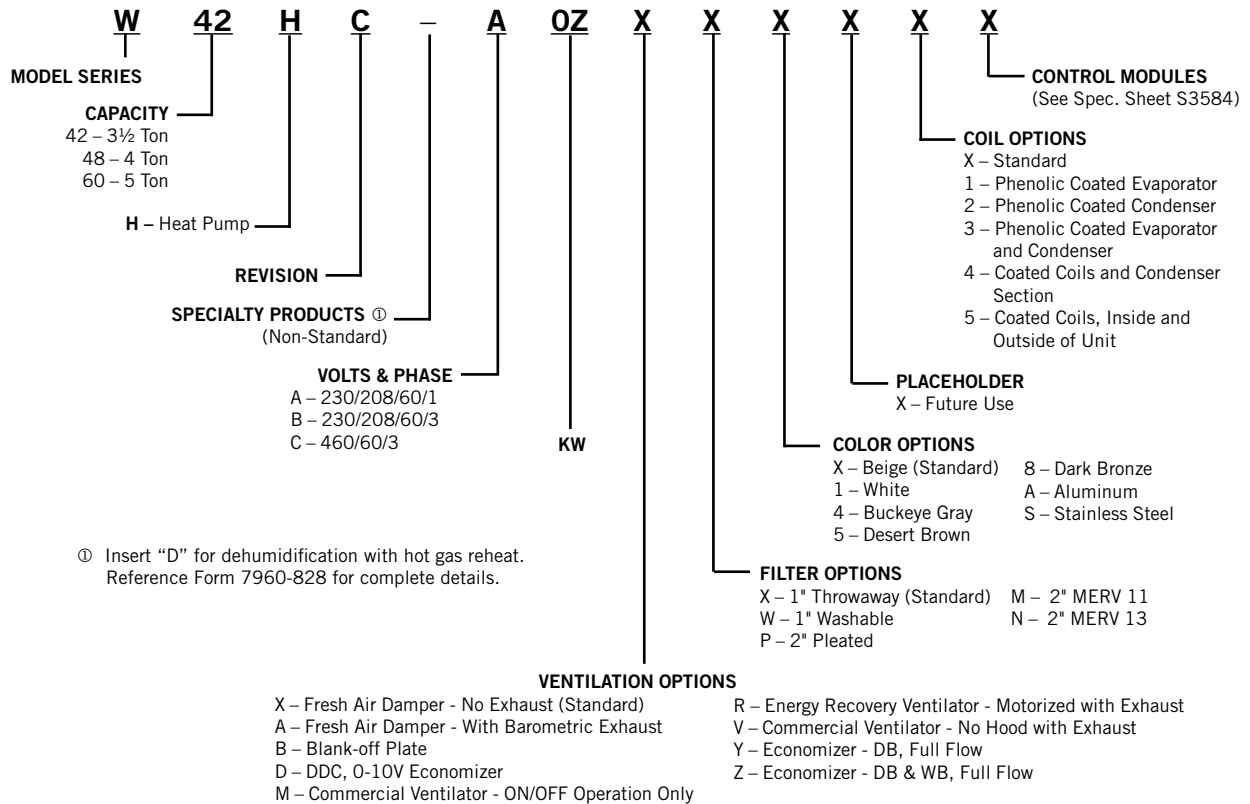 W 42 H C – A 0Z X X X X X X
MODEL SERIES
CAPACITY
42 – 3½ Ton
48 – 4 Ton
60 – 5 Ton
H – Heat Pump
REVISION
SPECIALTY PRODUCTS ①
(Non-Standard)
VOLTS & PHASE
A – 230/208/60/1
B – 230/208/60/3
C – 460/60/3
KW
① Insert “D” for dehumidification with hot gas reheat.
Reference Form 7960-828 for complete details.
CONTROL MODULES
(See Spec. Sheet S3584)
COIL OPTIONS
X – Standard
1 – Phenolic Coated Evaporator
2 – Phenolic Coated Condenser
3 – Phenolic Coated Evaporator
and Condenser
4 – Coated Coils and Condenser
Section
5 – Coated Coils, Inside and
Outside of Unit
PLACEHOLDER
X – Future Use
COLOR OPTIONS
X – Beige (Standard)
1 – White
4 – Buckeye Gray
5 – Desert Brown
8 – Dark Bronze
A – Aluminum
S – Stainless Steel
FILTER OPTIONS
X – 1" Throwaway (Standard)
W – 1" Washable
P – 2" Pleated
M – 2" MERV 11
N – 2" MERV 13
VENTILATION OPTIONS
X – Fresh Air Damper - No Exhaust (Standard)
A – Fresh Air Damper - With Barometric Exhaust
B – Blank-off Plate
D – DDC, 0-10V Economizer
M – Commercial Ventilator - ON/OFF Operation Only
R – Energy Recovery Ventilator - Motorized with Exhaust
V – Commercial Ventilator - No Hood with Exhaust
Y – Economizer - DB, Full Flow
Z – Economizer - DB & WB, Full Flow